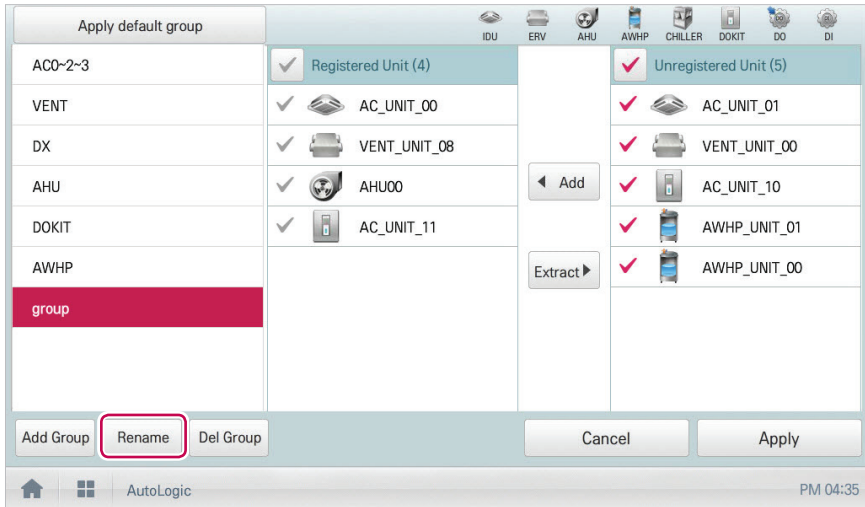 Apply default group
IDU ERV AHU AWHP CHILLER DOKIT DO DI
AC0~2~3
VENT
DX
AHU
DOKIT
AWHP
group
Registered Unit (4)
AC_UNIT_00
VENT_UNIT_08
AHU00
AC_UNIT_11
Add
Extract
Unregistered Unit (5)
AC_UNIT_01
VENT_UNIT_00
AC_UNIT_10
AWHP_UNIT_01
AWHP_UNIT_00
Add Group Rename Del Group Cancel Apply
AutoLogic PM 04:35